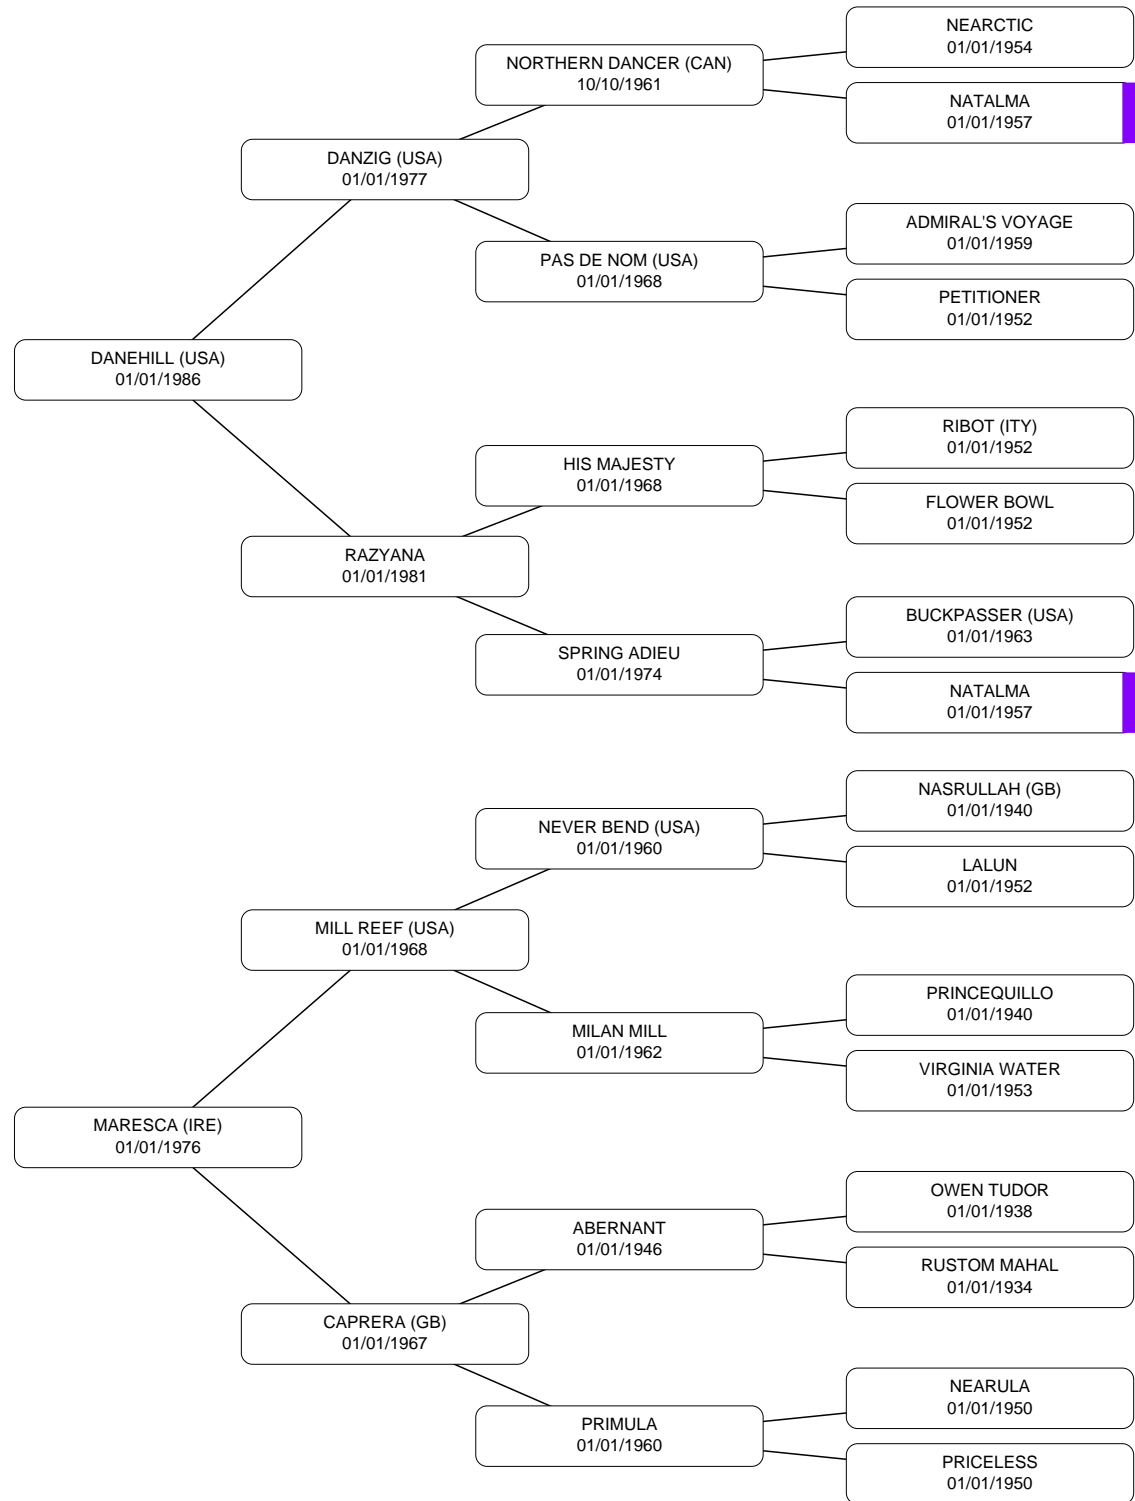 NEARCTIC
01/01/1954
NORTHERN DANCER (CAN)
10/10/1961
NATALMA
01/01/1957
DANZIG (USA)
01/01/1977
ADMIRAL'S VOYAGE
01/01/1959
PAS DE NOM (USA)
01/01/1968
PETITIONER
01/01/1952
DANEHILL (USA)
01/01/1986
RIBOT (ITY)
01/01/1952
HIS MAJESTY
01/01/1968
FLOWER BOWL
01/01/1952
RAZYANA
01/01/1981
BUCKPASSER (USA)
01/01/1963
SPRING ADIEU
01/01/1974
NATALMA
01/01/1957
NASRULLAH (GB)
01/01/1940
NEVER BEND (USA)
01/01/1960
LALUN
01/01/1952
MILL REEF (USA)
01/01/1968
PRINCEQUILLO
01/01/1940
MILAN MILL
01/01/1962
VIRGINIA WATER
01/01/1953
MARESCA (IRE)
01/01/1976
OWEN TUDOR
01/01/1938
ABERNANT
01/01/1946
RUSTOM MAHAL
01/01/1934
CAPRERA (GB)
01/01/1967
NEARULA
01/01/1950
PRIMULA
01/01/1960
PRICELESS
01/01/1950